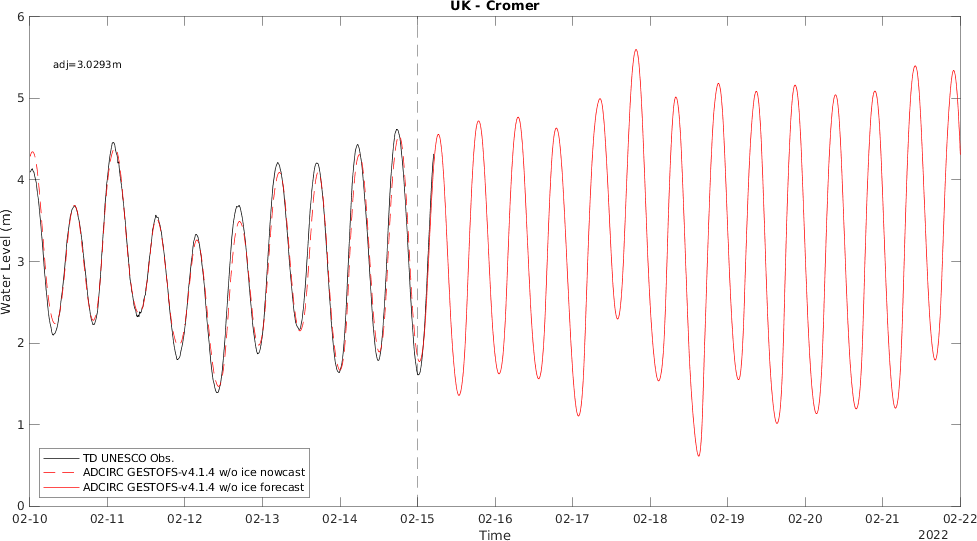 UK - Cromer
adj=3.0293m
6
5
4
3
2
1
0
Water Level (m)
TD UNESCO Obs.
ADCIRC GESTOFS-v4.1.4 w/o ice nowcast
ADCIRC GESTOFS-v4.1.4 w/o ice forecast
02-10 02-11 02-12 02-13 02-14 02-15 02-16 02-17 02-18 02-19 02-20 02-21 02-22
Time
2022